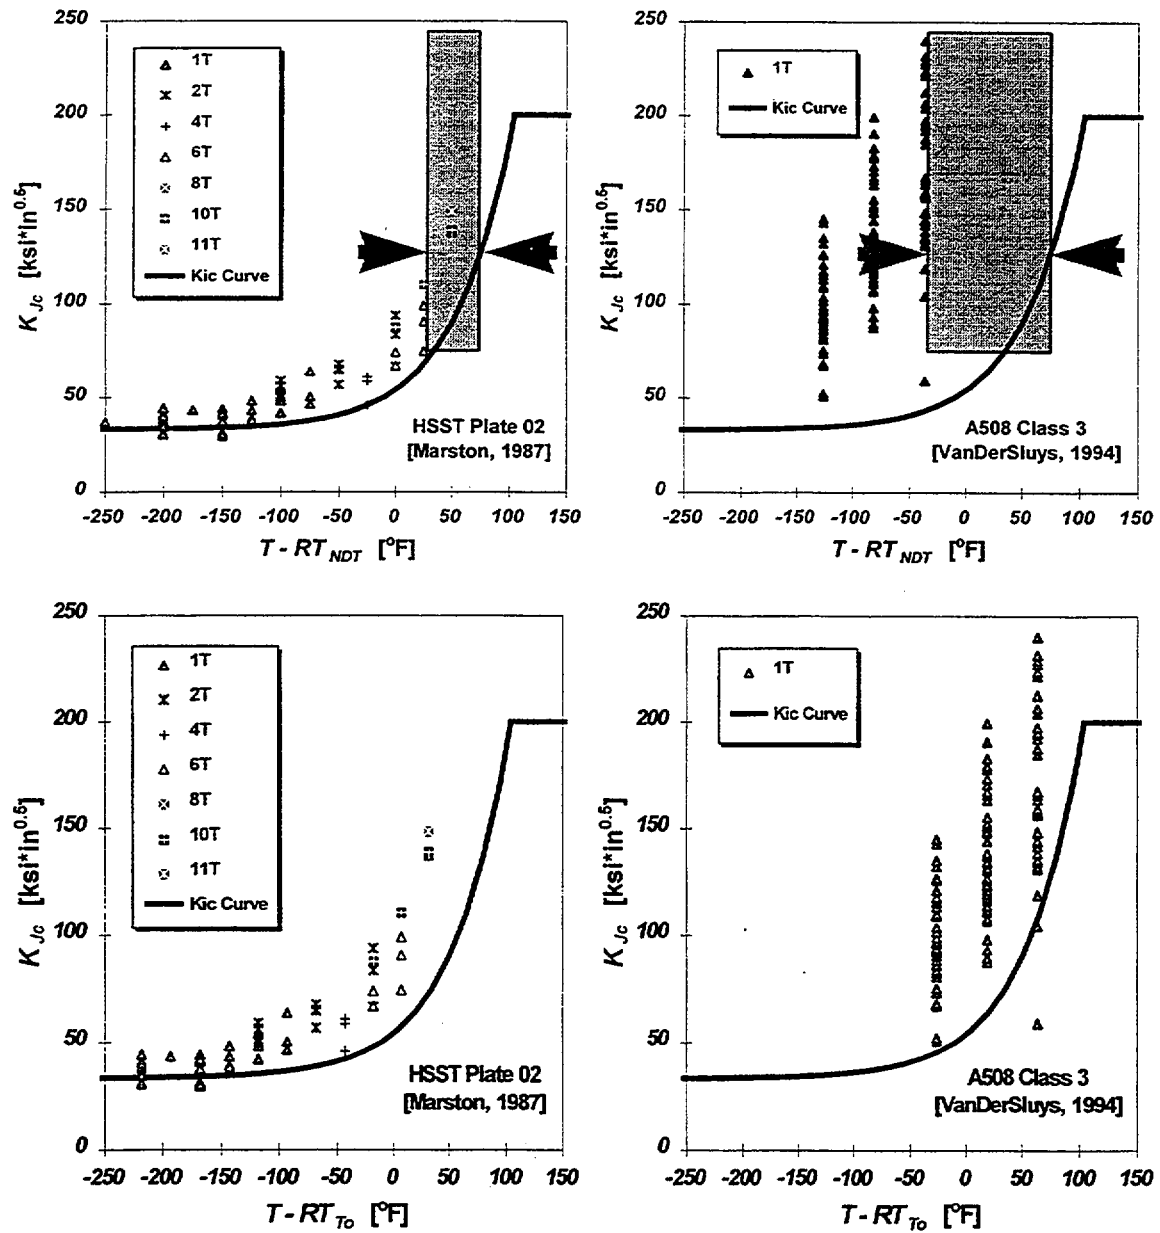 250
200
150
100
50
0
K_Jc [ksi*in^0.5]
1T
2T
4T
6T
8T
10T
11T
Kic Curve
HSST Plate 02
[Marston, 1987]
-250 -200 -150 -100 -50 0 50 100 150
T - RT_NDT [°F]
250
200
150
100
50
0
K_Jc [ksi*in^0.5]
1T
Kic Curve
A508 Class 3
[VanDerSluys, 1994]
-250 -200 -150 -100 -50 0 50 100 150
T - RT_NDT [°F]
250
200
150
100
50
0
K_Jc [ksi*in^0.5]
1T
2T
4T
6T
8T
10T
11T
Kic Curve
HSST Plate 02
[Marston, 1987]
-250 -200 -150 -100 -50 0 50 100 150
T - RT_To [°F]
250
200
150
100
50
0
K_Jc [ksi*in^0.5]
1T
Kic Curve
A508 Class 3
[VanDerSluys, 1994]
-250 -200 -150 -100 -50 0 50 100 150
T - RT_To [°F]